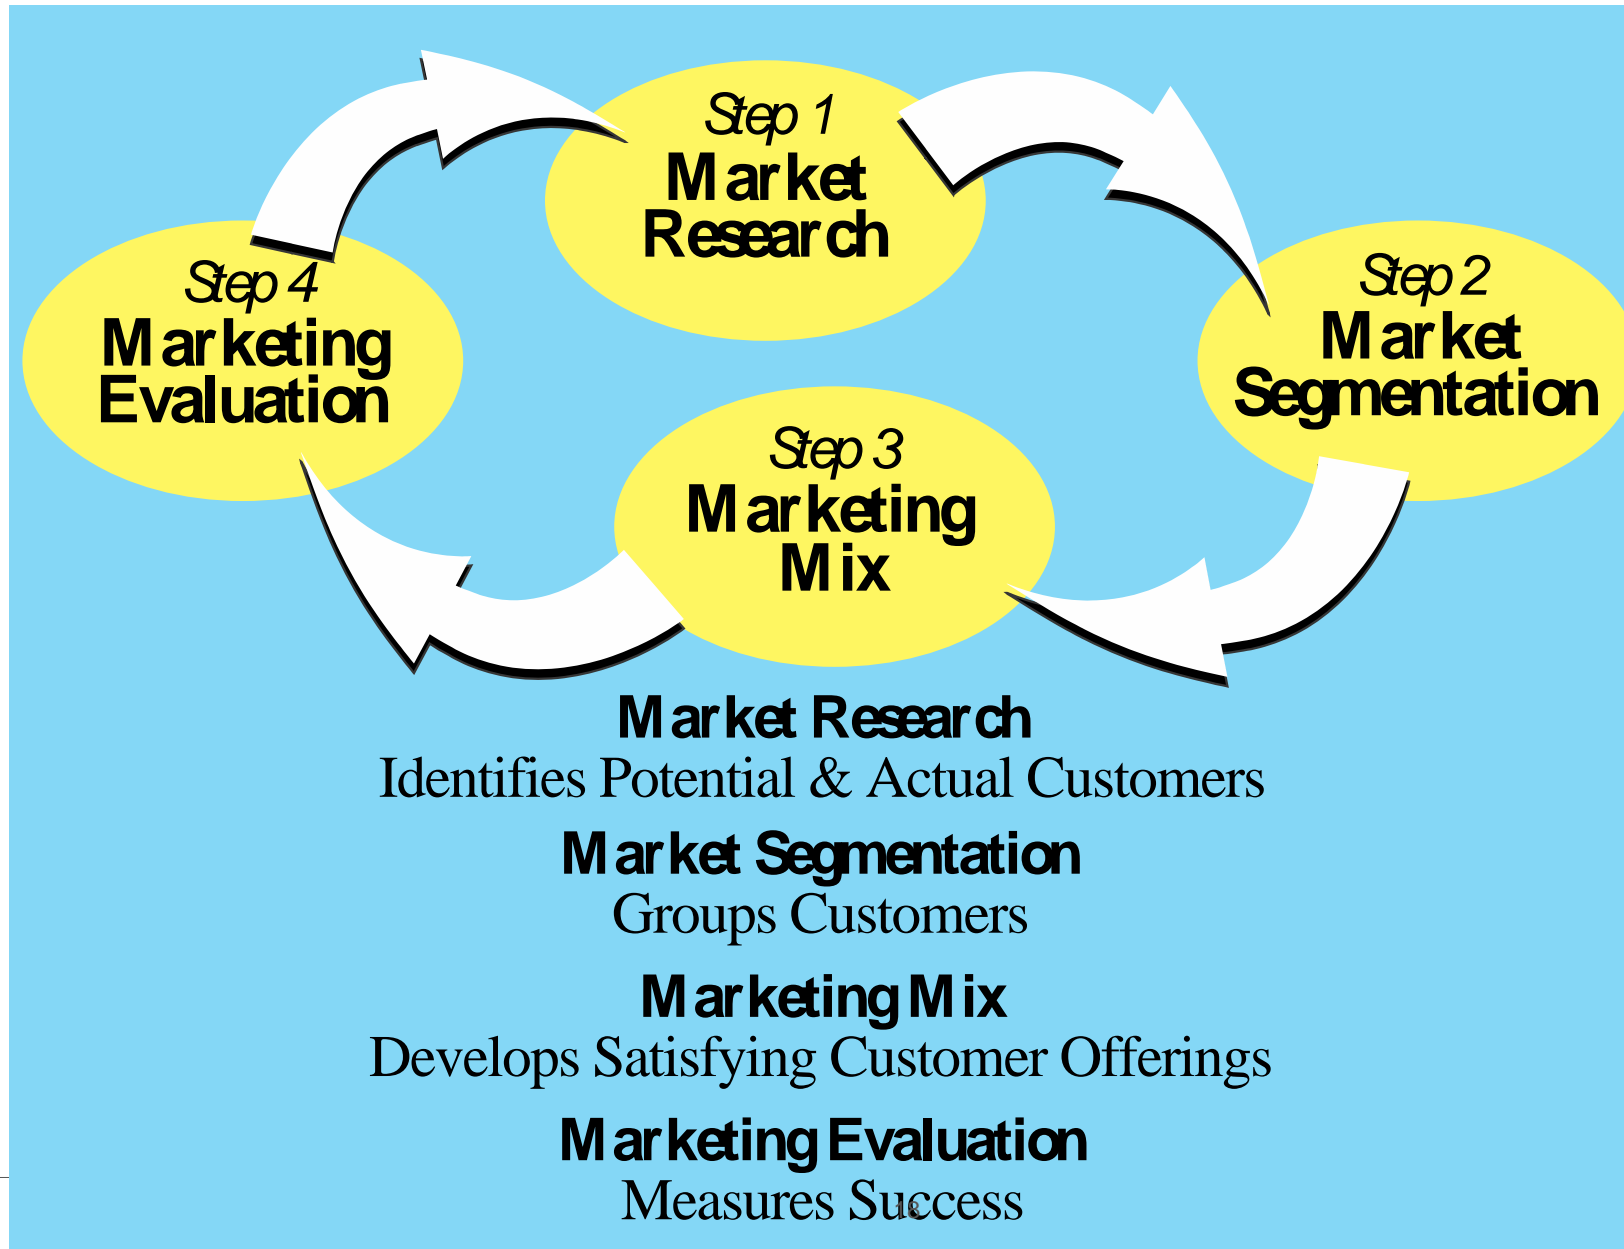 Step 1
Market
Research
Step 2
Market
Segmentation
Step 3
Marketing
Mix
Step 4
Marketing
Evaluation
Market Research
Identifies Potential & Actual Customers
Market Segmentation
Groups Customers
Marketing Mix
Develops Satisfying Customer Offerings
Marketing Evaluation
Measures Success
18